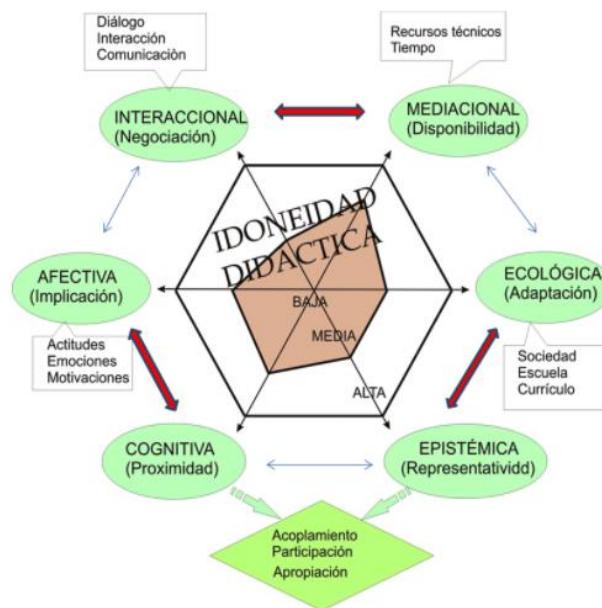 Diálogo
Interacción
Comunicaciòn
Recursos técnicos
Tiempo
INTERACCIONAL
(Negociación)
MEDIACIONAL
(Disponibilidad)
IDONEIDAD
DIDACTICA
AFECTIVA
(Implicación)
ECOLÓGICA
(Adaptación)
BAJA
MEDIA
ALTA
Actitudes
Emociones
Motivaciones
Sociedad
Escuela
Currículo
COGNITIVA
(Proximidad)
EPISTÉMICA
(Representatividd)
Acoplamiento
Participación
Apropiación